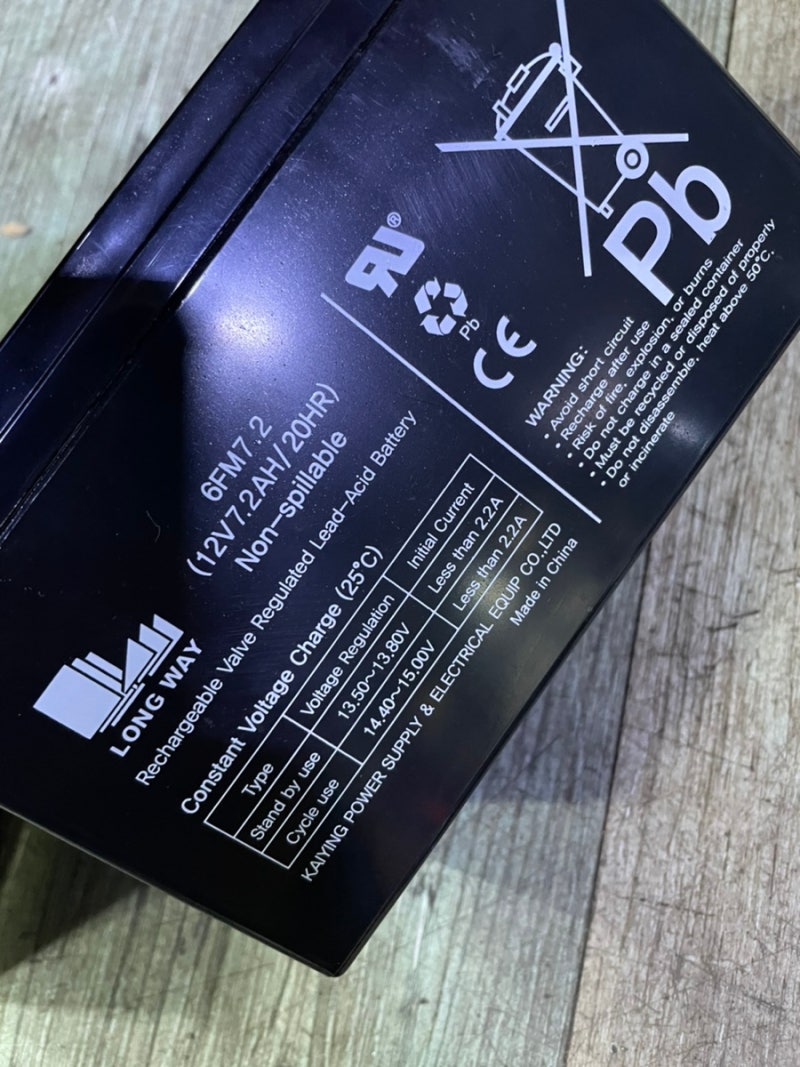 6FM7.2
(12V7.2AH/20HR)
Non-spillable
LONG WAY
Rechargeable Valve Regulated Lead-Acid Battery
Constant Voltage Charge (25℃)
Type Voltage Regulation Initial Current
Stand by use 13.50~13.80V Less than 2.2A
Cycle use 14.40~15.00V Less than 2.2A
KAIYING POWER SUPPLY & ELECTRICAL EQUIP CO.,LTD
Made in China
RU®
Pb
CE
Pb
WARNING:
• Avoid short circuit
• Recharge after use
• Risk of fire, explosion, or burns
• Do not charge in a sealed container
• Must be recycled or disposed of properly
• Do not disassemble, heat above 50℃.
or incinerate